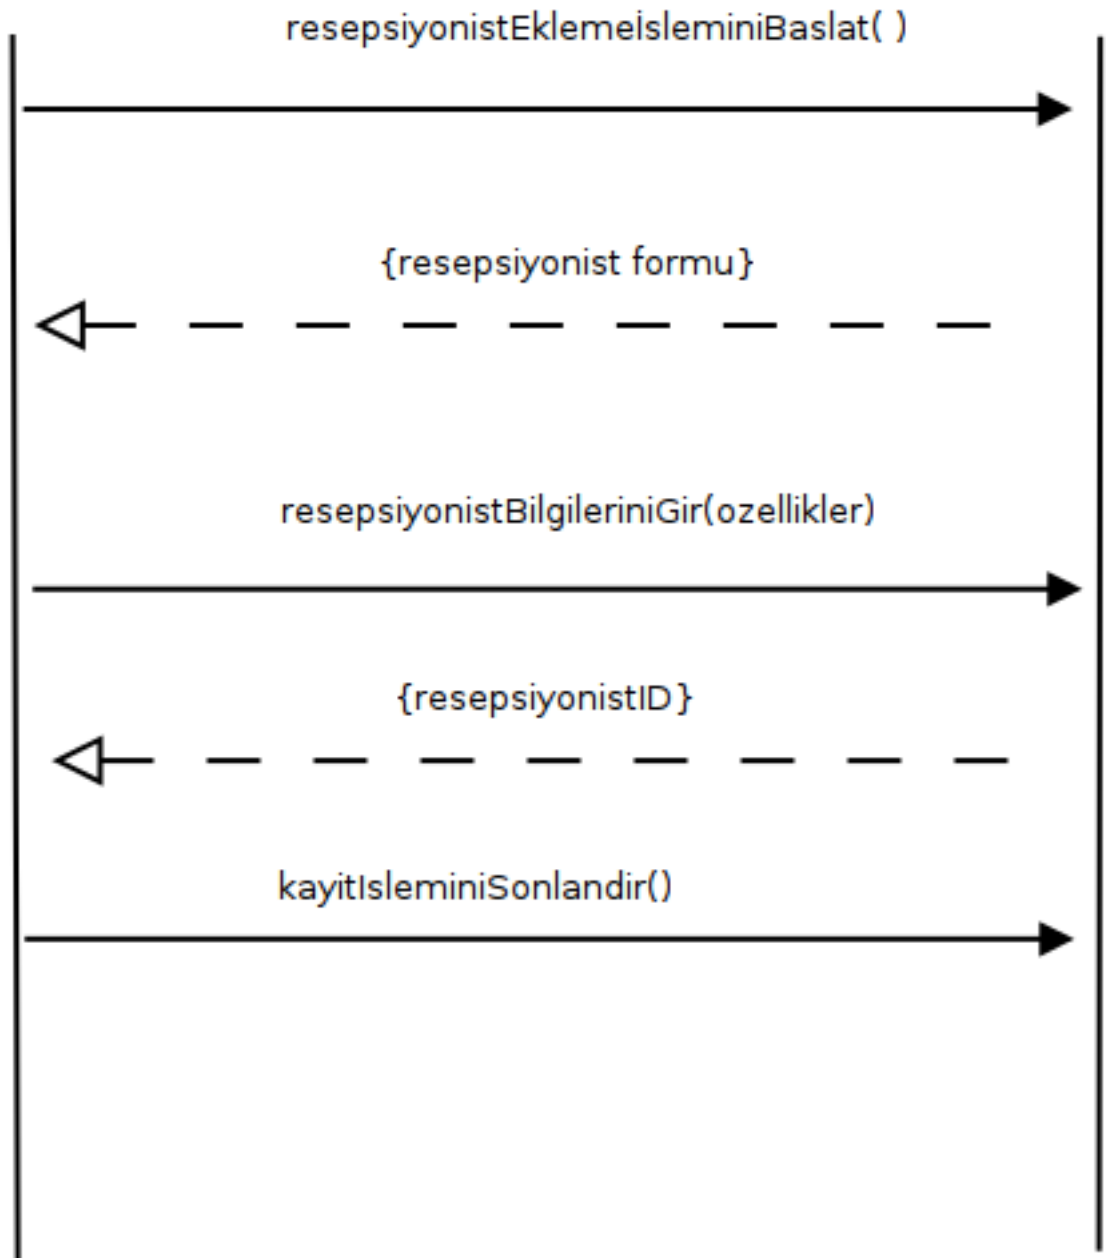 resepsiyonistEklemeİsleminiBaslat( )
{resepsiyonist formu}
resepsiyonistBilgileriniGir(ozellikler)
{resepsiyonistID}
kayitIsleminiSonlandir()